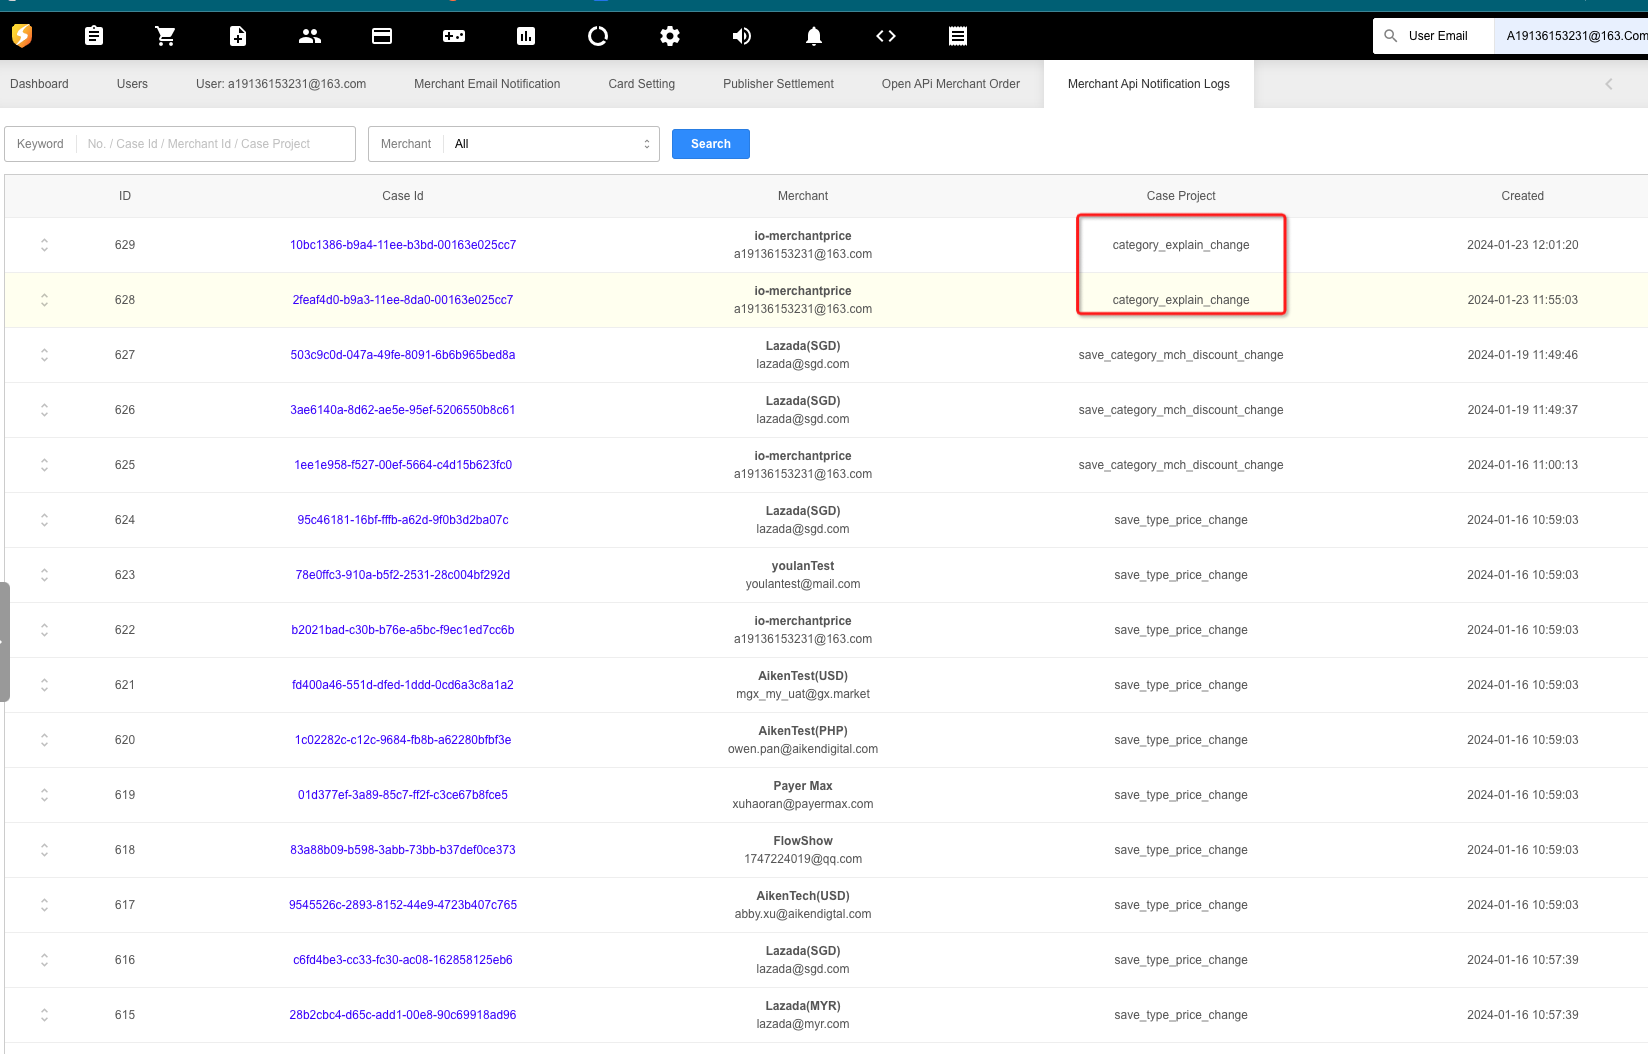 User Email A19136153231@163.Com
Dashboard Users User: a19136153231@163.com Merchant Email Notification Card Setting Publisher Settlement Open APi Merchant Order Merchant Api Notification Logs
Keyword No. / Case Id / Merchant Id / Case Project Merchant All Search
ID Case Id Merchant Case Project Created
629 10bc1386-b9a4-11ee-b3bd-00163e025cc7 io-merchantprice category_explain_change 2024-01-23 12:01:20
a19136153231@163.com
628 2feaf4d0-b9a3-11ee-8da0-00163e025cc7 io-merchantprice category_explain_change 2024-01-23 11:55:03
a19136153231@163.com
627 503c9c0d-047a-49fe-8091-6b6b965bed8a Lazada(SGD) save_category_mch_discount_change 2024-01-19 11:49:46
lazada@sgd.com
626 3ae6140a-8d62-ae5e-95ef-5206550b8c61 Lazada(SGD) save_category_mch_discount_change 2024-01-19 11:49:37
lazada@sgd.com
625 1ee1e958-f527-00ef-5664-c4d15b623fc0 io-merchantprice save_category_mch_discount_change 2024-01-16 11:00:13
a19136153231@163.com
624 95c46181-16bf-fffb-a62d-9f0b3d2ba07c Lazada(SGD) save_type_price_change 2024-01-16 10:59:03
lazada@sgd.com
623 78e0ffc3-910a-b5f2-2531-28c004bf292d youlanTest save_type_price_change 2024-01-16 10:59:03
youlantest@mail.com
622 b2021bad-c30b-b76e-a5bc-f9ec1ed7cc6b io-merchantprice save_type_price_change 2024-01-16 10:59:03
a19136153231@163.com
621 fd400a46-551d-dfed-1ddd-0cd6a3c8a1a2 AikenTest(USD) save_type_price_change 2024-01-16 10:59:03
mgx_my_uat@gx.market
620 1c02282c-c12c-9684-fb8b-a62280bfbf3e AikenTest(PHP) save_type_price_change 2024-01-16 10:59:03
owen.pan@aikendigital.com
619 01d377ef-3a89-85c7-ff2f-c3ce67b8fce5 Payer Max save_type_price_change 2024-01-16 10:59:03
xuhaoran@payermax.com
618 83a88b09-b598-3abb-73bb-b37def0ce373 FlowShow save_type_price_change 2024-01-16 10:59:03
1747224019@qq.com
617 9545526c-2893-8152-44e9-4723b407c765 AikenTech(USD) save_type_price_change 2024-01-16 10:59:03
abby.xu@aikendigtal.com
616 c6fd4be3-cc33-fc30-ac08-162858125eb6 Lazada(SGD) save_type_price_change 2024-01-16 10:57:39
lazada@sgd.com
615 28b2cbc4-d65c-add1-00e8-90c69918ad96 Lazada(MYR) save_type_price_change 2024-01-16 10:57:39
lazada@myr.com